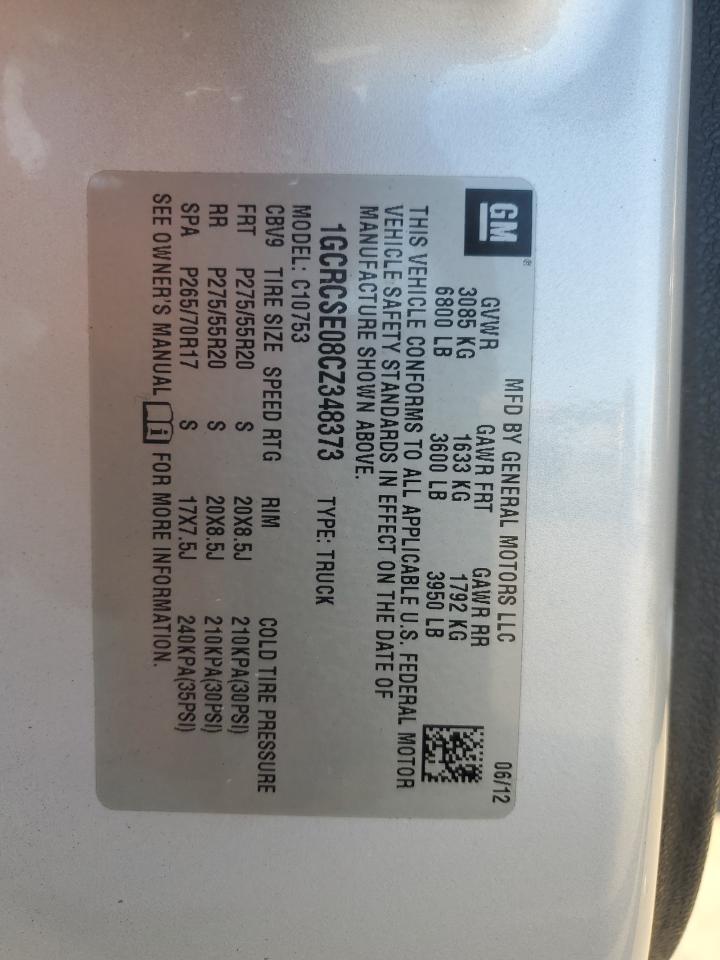 GM®
MFD BY GENERAL MOTORS LLC 06/12
GVWR GAWR FRT GAWR RR
3085 KG 1633 KG 1792 KG
6800 LB 3600 LB 3950 LB
THIS VEHICLE CONFORMS TO ALL APPLICABLE U.S. FEDERAL MOTOR
VEHICLE SAFETY STANDARDS IN EFFECT ON THE DATE OF
MANUFACTURE SHOWN ABOVE.
1GCRCSE08CZ348373 TYPE: TRUCK
MODEL: C10753
CBV9 TIRE SIZE SPEED RTG RIM COLD TIRE PRESSURE
FRT P275/55R20 S 20X8.5J 210KPA(30PSI)
RR P275/55R20 S 20X8.5J 210KPA(30PSI)
SPA P265/70R17 S 17X7.5J 240KPA(35PSI)
SEE OWNER'S MANUAL i FOR MORE INFORMATION.